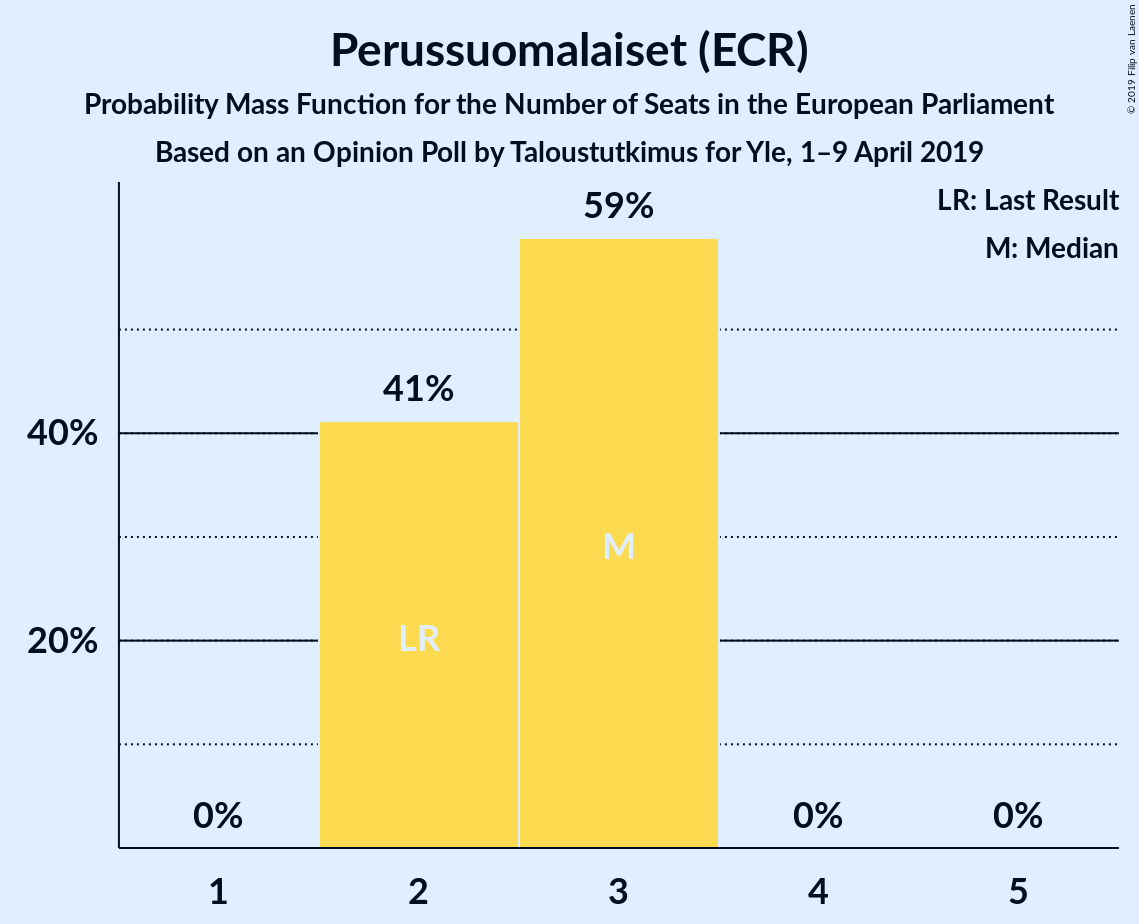 Perussuomalaiset (ECR)
Probability Mass Function for the Number of Seats in the European Parliament
Based on an Opinion Poll by Taloustutkimus for Yle, 1–9 April 2019
© 2019 Filip van Laenen
LR: Last Result
M: Median
59%
41%
40%
M
LR
20%
0%
0%
0%
1
2
3
4
5